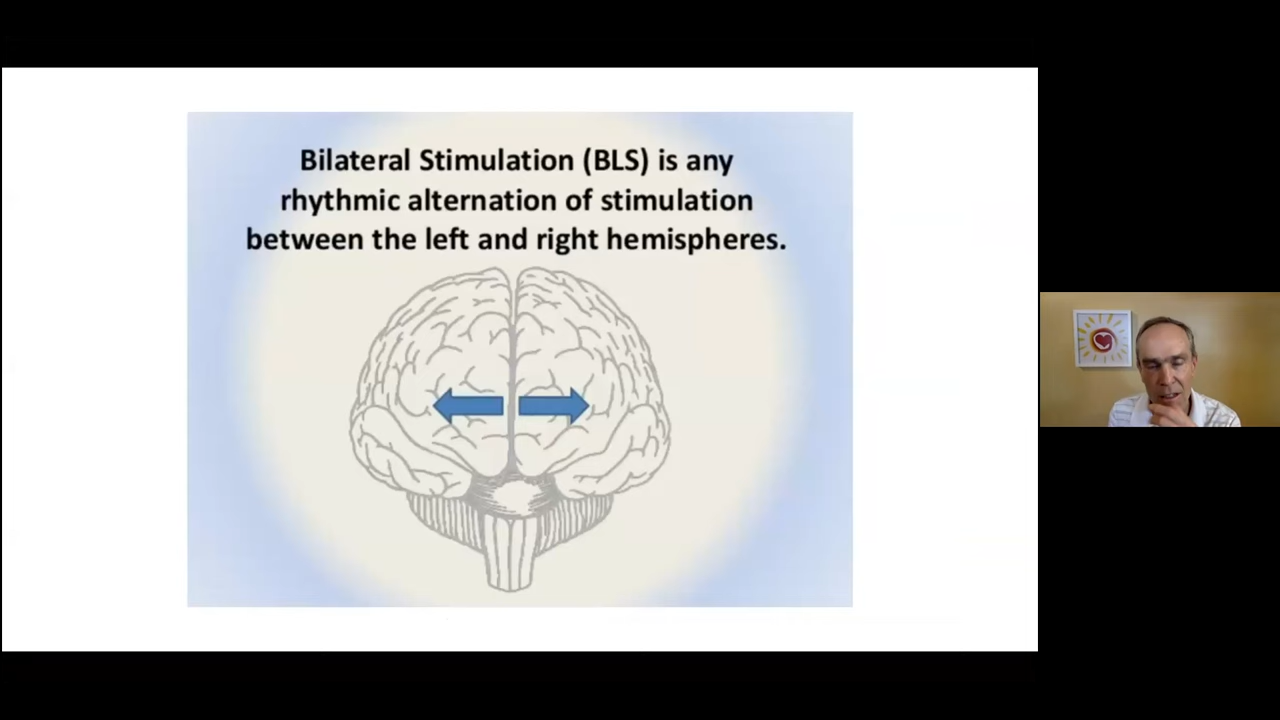 Bilateral Stimulation (BLS) is any
rhythmic alternation of stimulation
between the left and right hemispheres.